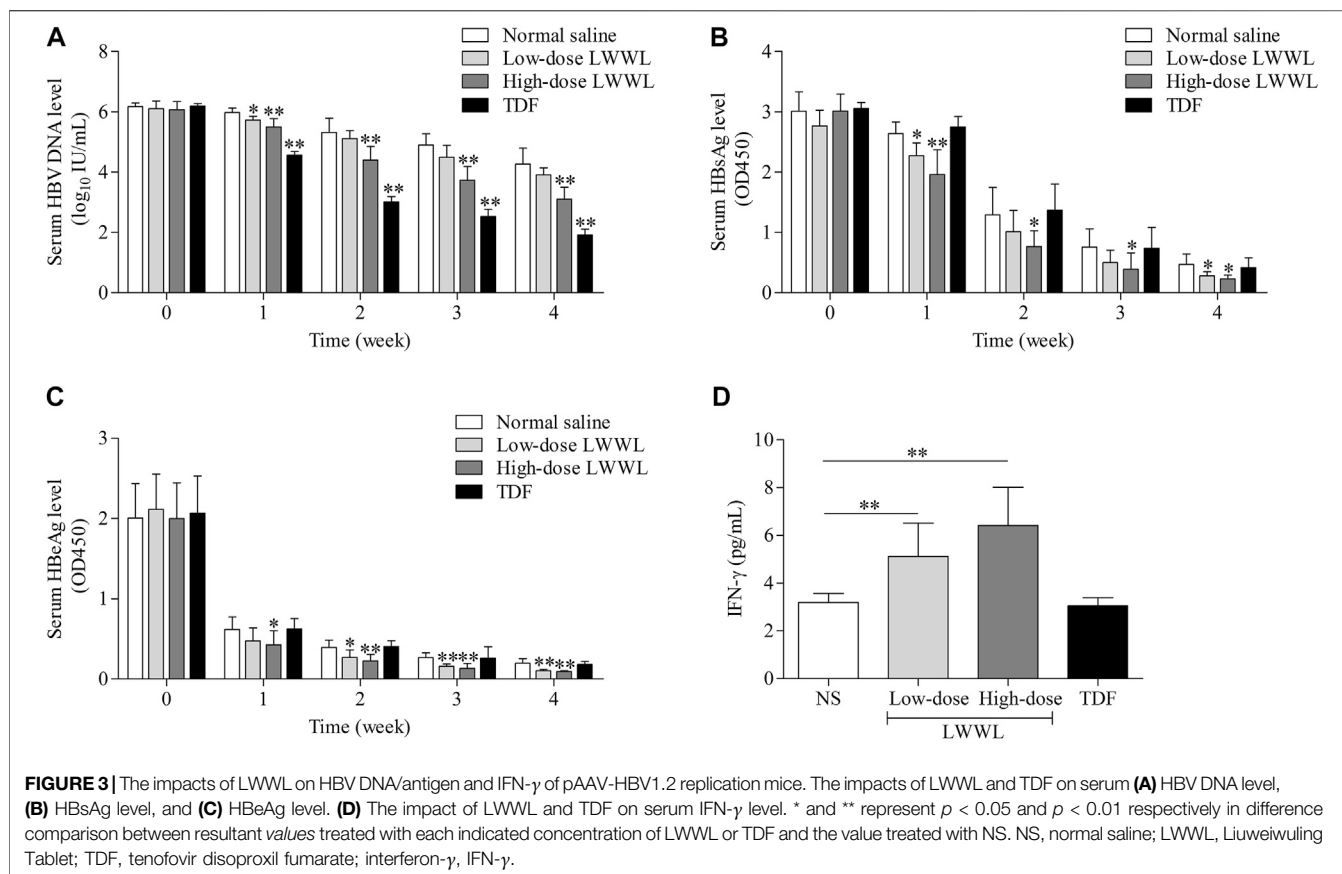 A
Normal saline
Low-dose LWWL
High-dose LWWL
TDF
Serum HBV DNA level
(log10 IU/mL)
8
6
4
2
0
* ** **
** **
** **
** **
0 1 2 3 4
Time (week)
B
Normal saline
Low-dose LWWL
High-dose LWWL
TDF
Serum HBsAg level
(OD450)
4
3
2
1
0
* **
*
*
* *
0 1 2 3 4
Time (week)
C
Normal saline
Low-dose LWWL
High-dose LWWL
TDF
Serum HBeAg level
(OD450)
3
2
1
0
*
* **
****
** **
0 1 2 3 4
Time (week)
D
IFN-γ (pg/mL)
10
8
6
4
2
0
**
**
NS Low-dose High-dose TDF
LWWL
FIGURE 3 | The impacts of LWWL on HBV DNA/antigen and IFN-γ of pAAV-HBV1.2 replication mice. The impacts of LWWL and TDF on serum (A) HBV DNA level,
(B) HBsAg level, and (C) HBeAg level. (D) The impact of LWWL and TDF on serum IFN-γ level. * and ** represent p < 0.05 and p < 0.01 respectively in difference
comparison between resultant values treated with each indicated concentration of LWWL or TDF and the value treated with NS. NS, normal saline; LWWL, Liuweiwuling
Tablet; TDF, tenofovir disoproxil fumarate; interferon-γ, IFN-γ.